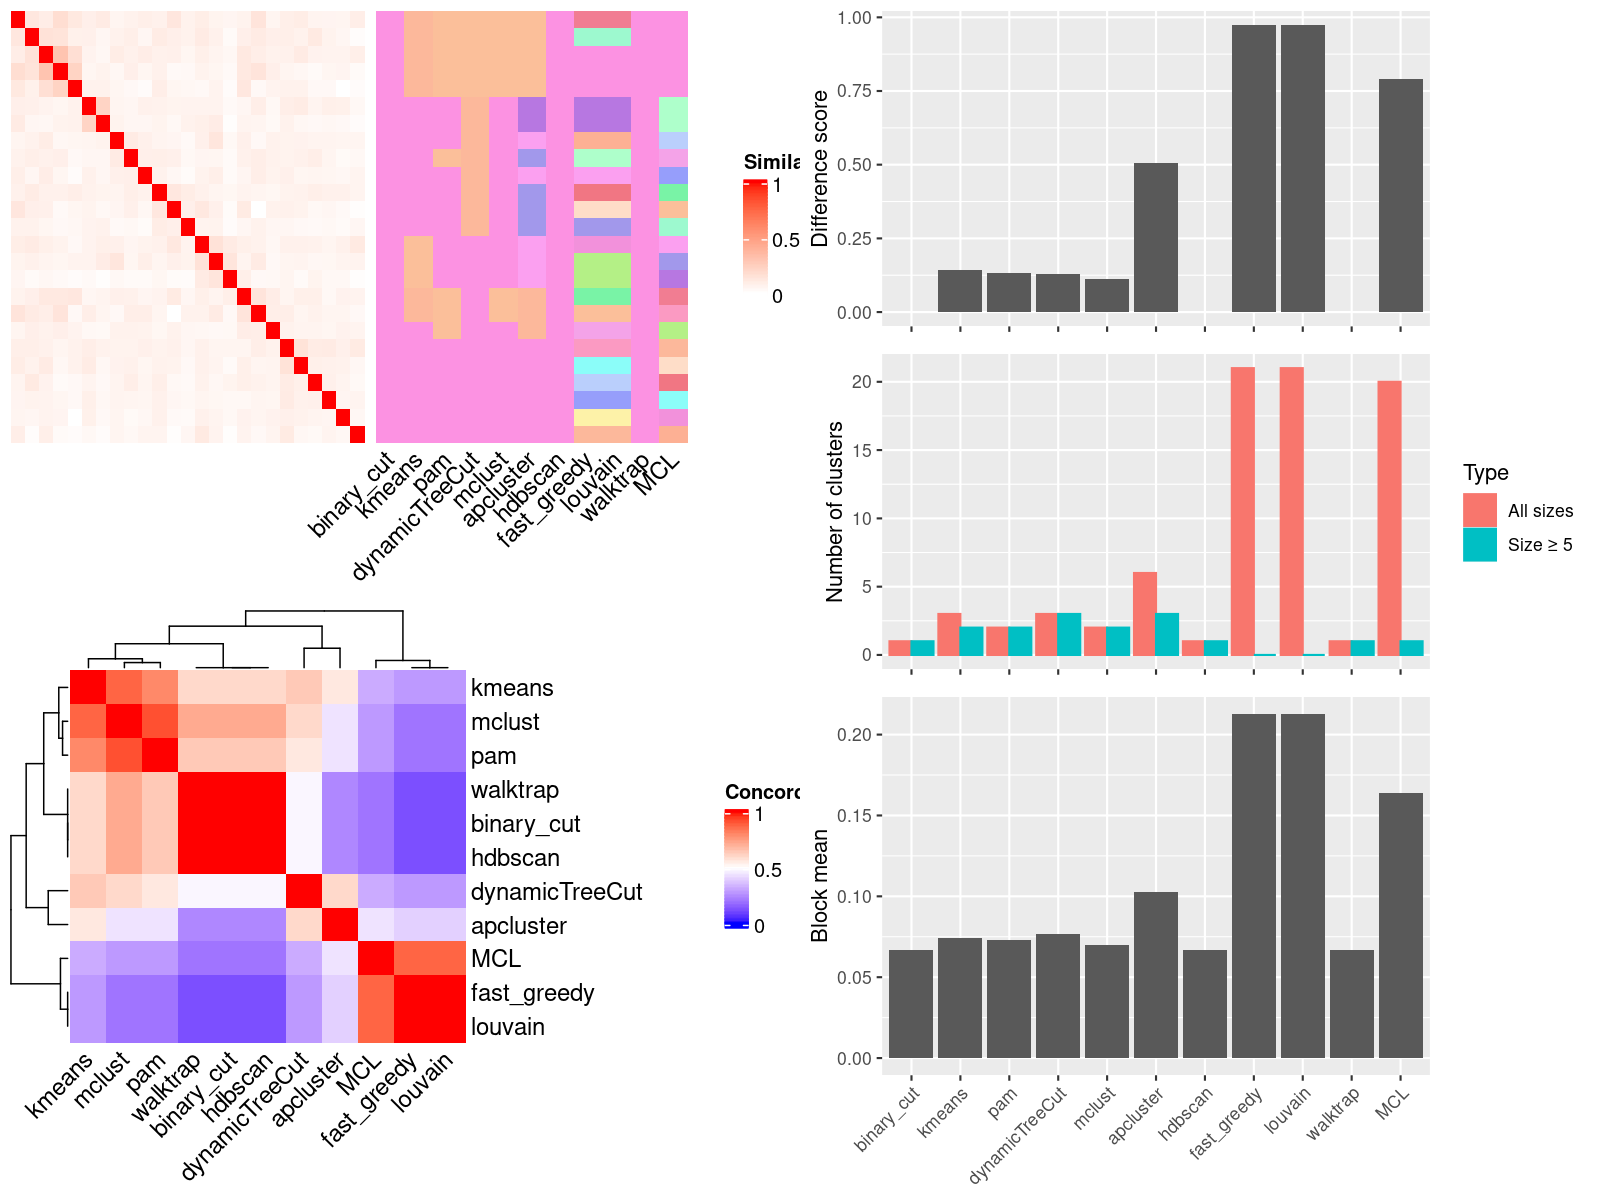 Simila
1
0.5
0
binary_cut
kmeans
pam
dynamicTreeCut
mclust
apcluster
hdbscan
fast_greedy
louvain
walktrap
MCL
kmeans
mclust
pam
walktrap
binary_cut
hdbscan
dynamicTreeCut
apcluster
MCL
fast_greedy
louvain
Concord
1
0.5
0
kmeans
mclust
pam
walktrap
binary_cut
hdbscan
dynamicTreeCut
apcluster
MCL
fast_greedy
louvain
Difference score
1.00
0.75
0.50
0.25
0.00
Number of clusters
20
15
10
5
0
Type
All sizes
Size ≥ 5
Block mean
0.20
0.15
0.10
0.05
0.00
binary_cut
kmeans
pam
dynamicTreeCut
mclust
apcluster
hdbscan
fast_greedy
louvain
walktrap
MCL